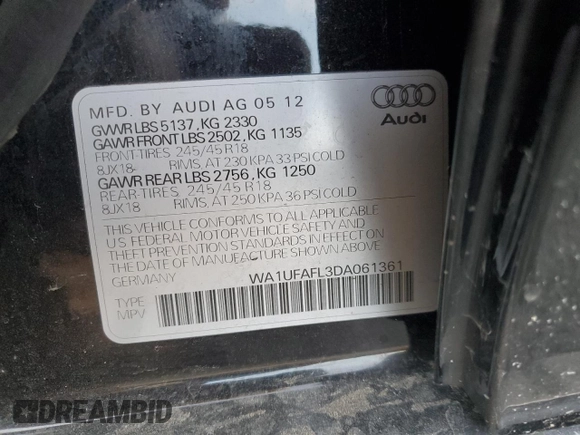 MFD. BY AUDI AG 05 12
GVWR LBS 5137, KG 2330
GAWR FRONT LBS 2502, KG 1135
FRONT-TIRES 245/45 R18
8JX18 RIMS, AT 230 KPA 33 PSI COLD
GAWR REAR LBS 2756, KG 1250
REAR-TIRES 245/45 R18
8JX18 RIMS, AT 250 KPA 36 PSI COLD
THIS VEHICLE CONFORMS TO ALL APPLICABLE
US FEDERAL MOTOR VEHICLE SAFETY AND
THEFT PREVENTION STANDARDS IN EFFECT ON
THE DATE OF MANUFACTURE SHOWN ABOVE.
GERMANY WA1UFAFL3DA061361
TYPE
MPV
Audi
DREAMBID